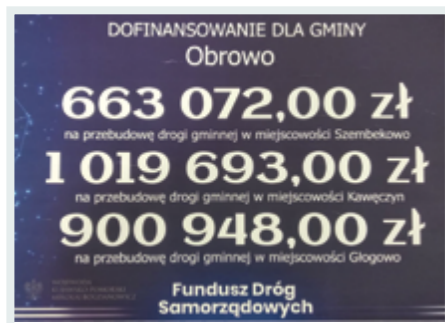 DOFINANSOWANIE DLA GMINY
Obrowo
663 072,00 zł
na przebudowę drogi gminnej w miejscowości Szembekowo
1 019 693,00 zł
na przebudowę drogi gminnej w miejscowości Kawęczyn
900 948,00 zł
na przebudowę drogi gminnej w miejscowości Głogowo
Fundusz Dróg
Samorządowych